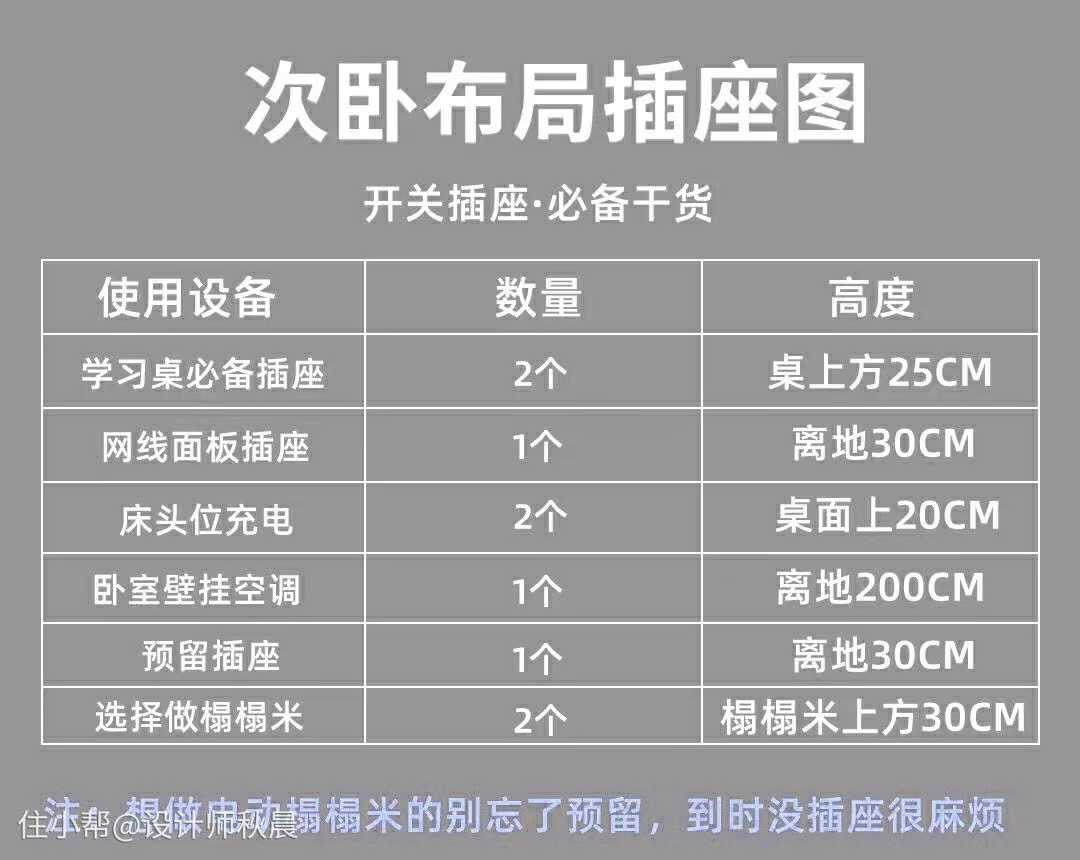 次卧布局插座图
开关插座·必备干货
使用设备 数量 高度
学习桌必备插座 2个 桌上方25CM
网线面板插座 1个 离地30CM
床头位充电 2个 桌面上20CM
卧室壁挂空调 1个 离地200CM
预留插座 1个 离地30CM
选择做榻榻米 2个 榻榻米上方30CM
注：想做电动榻榻米的别忘了预留，到时没插座很麻烦
住小帮@设计师秋晨